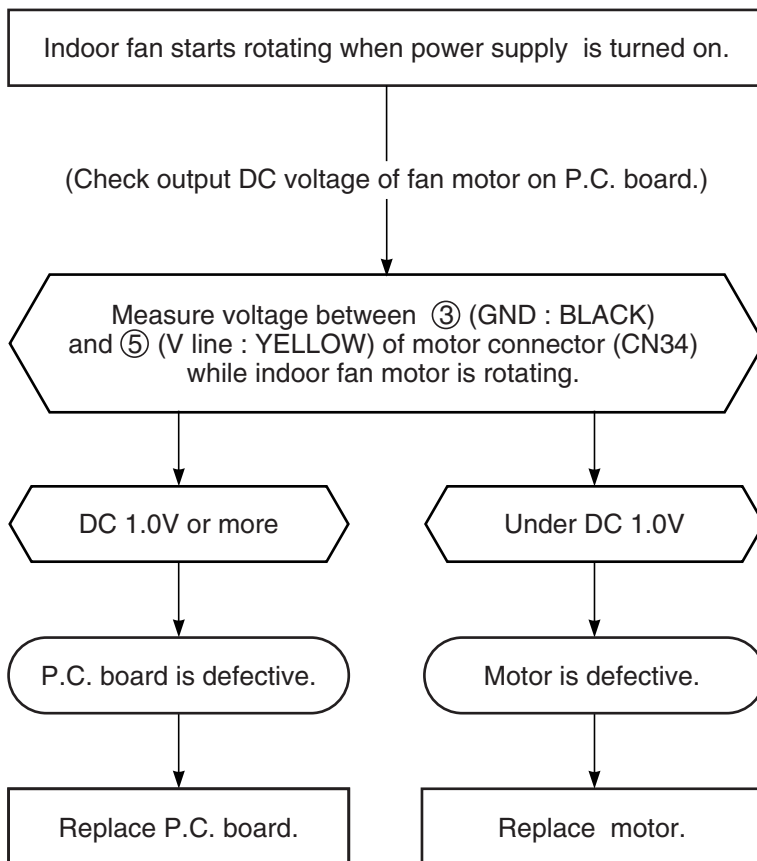 Indoor fan starts rotating when power supply is turned on.
(Check output DC voltage of fan motor on P.C. board.)
Measure voltage between ③ (GND : BLACK)
and ⑤ (V line : YELLOW) of motor connector (CN34)
while indoor fan motor is rotating.
DC 1.0V or more
Under DC 1.0V
P.C. board is defective.
Motor is defective.
Replace P.C. board.
Replace motor.